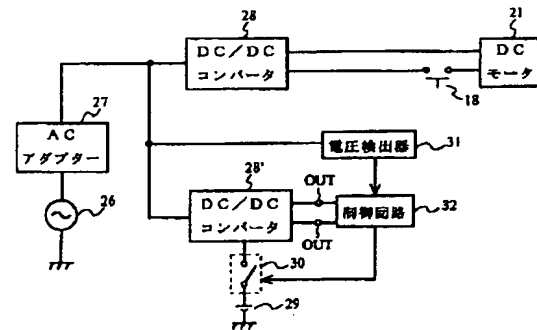 28
21
DC/DC
コンバータ
DC
モータ
18
27
AC
アダプター
26
電圧検出器
31
28'
DC/DC
コンバータ
OUT
OUT
制御回路
32
30
29